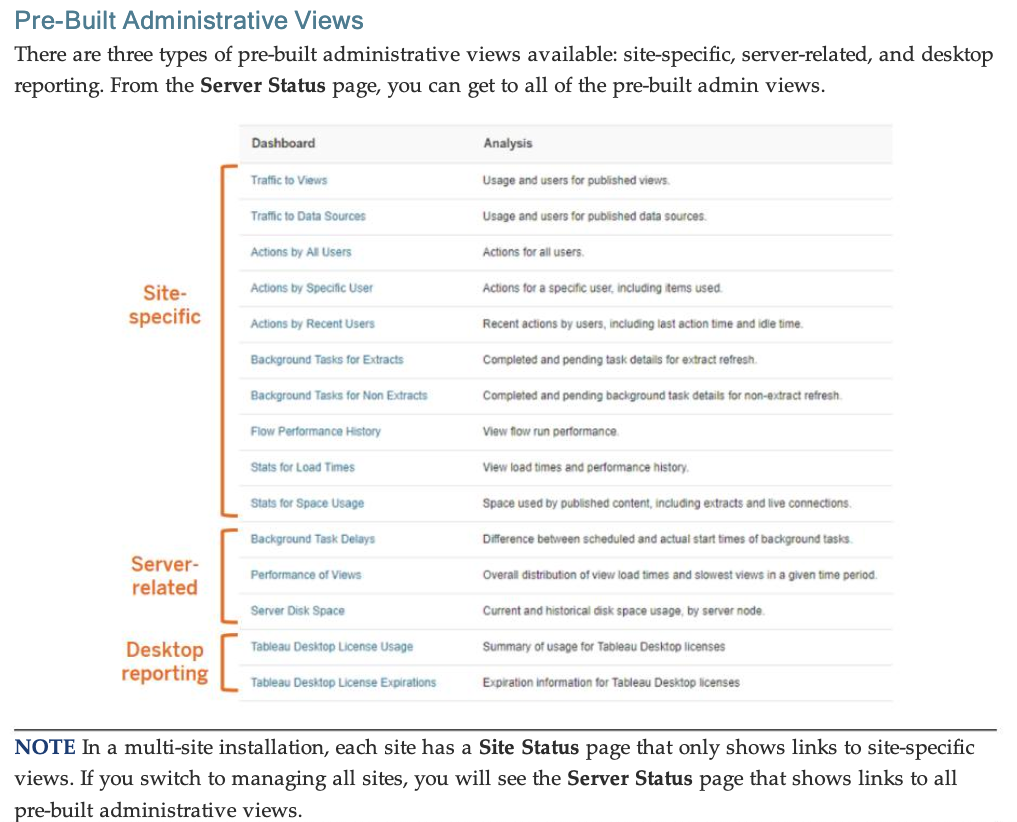 Pre-Built Administrative Views
There are three types of pre-built administrative views available: site-specific, server-related, and desktop
reporting. From the Server Status page, you can get to all of the pre-built admin views.
Dashboard Analysis
Site-
specific
Traffic to Views Usage and users for published views.
Traffic to Data Sources Usage and users for published data sources.
Actions by All Users Actions for all users.
Actions by Specific User Actions for a specific user, including items used.
Actions by Recent Users Recent actions by users, including last action time and idle time.
Background Tasks for Extracts Completed and pending task details for extract refresh.
Background Tasks for Non Extracts Completed and pending background task details for non-extract refresh.
Flow Performance History View flow run performance.
Stats for Load Times View load times and performance history.
Stats for Space Usage Space used by published content, including extracts and live connections.
Server-
related
Background Task Delays Difference between scheduled and actual start times of background tasks.
Performance of Views Overall distribution of view load times and slowest views in a given time period.
Server Disk Space Current and historical disk space usage, by server node.
Desktop
reporting
Tableau Desktop License Usage Summary of usage for Tableau Desktop licenses
Tableau Desktop License Expirations Expiration information for Tableau Desktop licenses
NOTE In a multi-site installation, each site has a Site Status page that only shows links to site-specific
views. If you switch to managing all sites, you will see the Server Status page that shows links to all
pre-built administrative views.